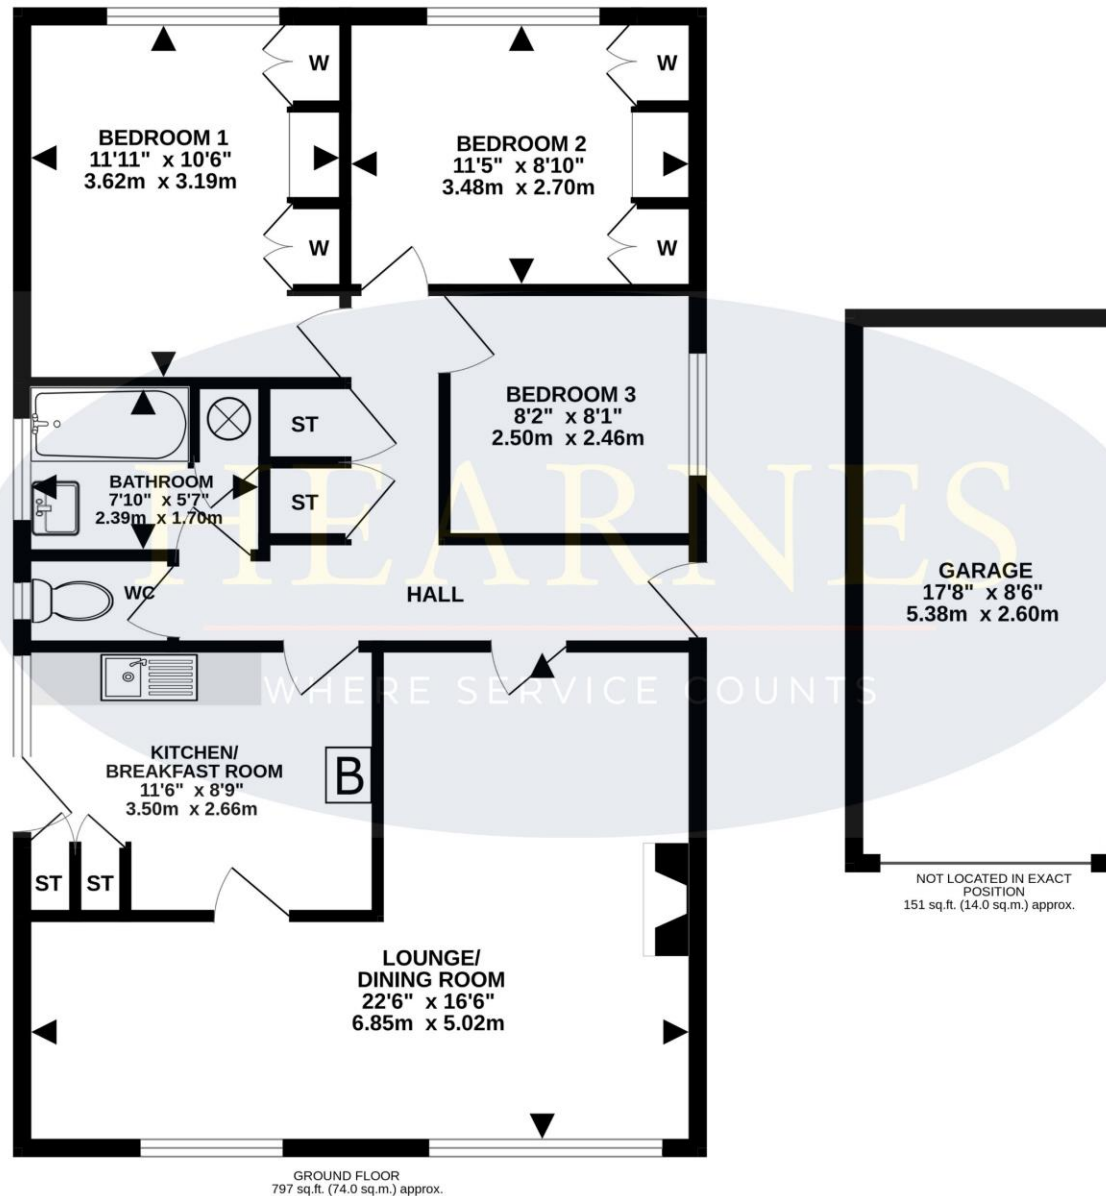 W
W
BEDROOM 1
11'11" x 10'6"
3.62m x 3.19m
BEDROOM 2
11'5" x 8'10"
3.48m x 2.70m
W
W
BEDROOM 3
8'2" x 8'1"
2.50m x 2.46m
ST
ST
BATHROOM
7'10" x 5'7"
2.39m x 1.70m
HEARNES
WC
HALL
GARAGE
17'8" x 8'6"
5.38m x 2.60m
WHERE SERVICE COUNTS
KITCHEN/
BREAKFAST ROOM
11'6" x 8'9"
3.50m x 2.66m
B
ST
ST
NOT LOCATED IN EXACT
POSITION
151 sq.ft. (14.0 sq.m.) approx.
LOUNGE/
DINING ROOM
22'6" x 16'6"
6.85m x 5.02m
GROUND FLOOR
797 sq.ft. (74.0 sq.m.) approx.